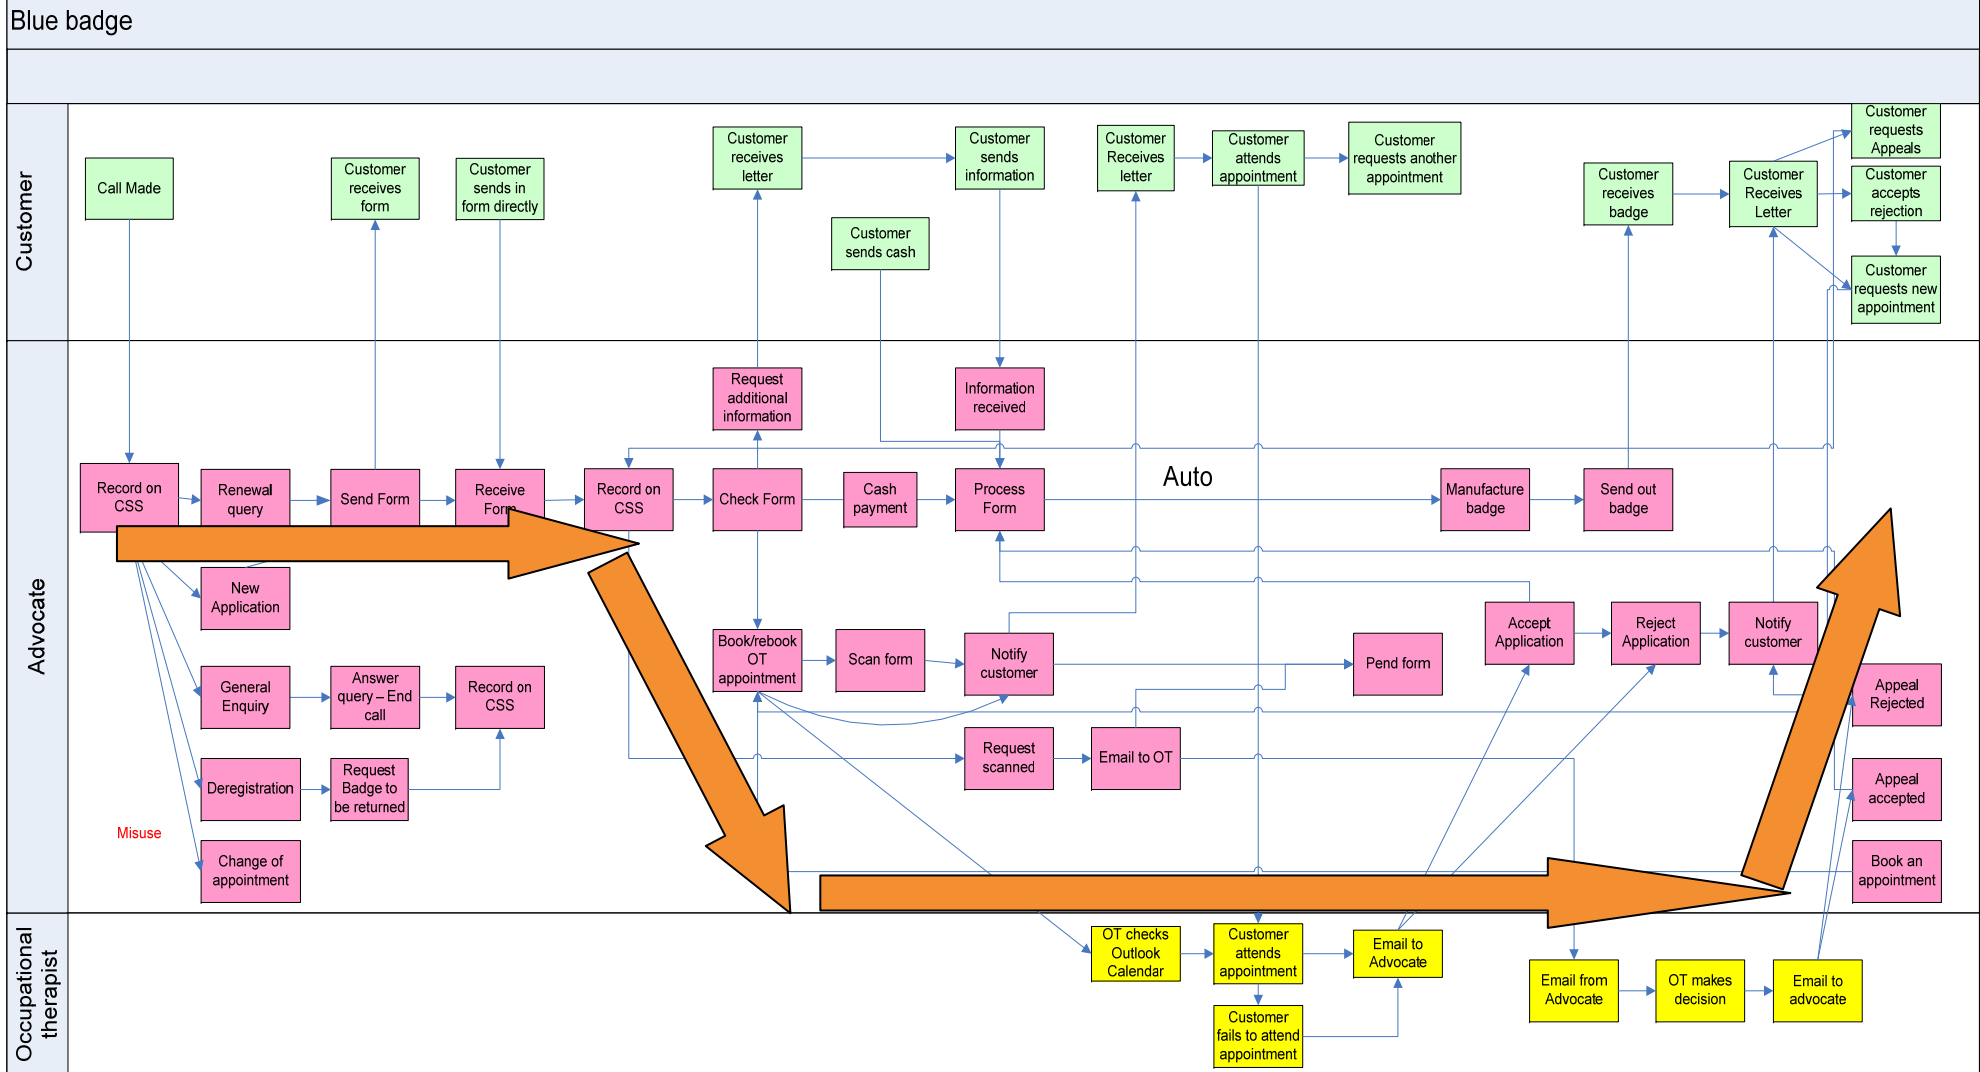 Blue badge
Customer
Call Made
Customer
receives
form
Customer
sends in
form directly
Customer
receives
letter
Customer
sends cash
Customer
sends
information
Customer
Receives
letter
Customer
attends
appointment
Customer
requests another
appointment
Customer
receives
badge
Customer
Receives
Letter
Customer
requests
Appeals
Customer
accepts
rejection
Customer
requests new
appointment
Advocate
Request
additional
information
Information
received
Record on
CSS
Renewal
query
Send Form
Receive
Form
Record on
CSS
Check Form
Cash
payment
Process
Form
Auto
Manufacture
badge
Send out
badge
New
Application
Book/rebook
OT
appointment
Scan form
Notify
customer
Pend form
Accept
Application
Reject
Application
Notify
customer
General
Enquiry
Answer
query – End
call
Record on
CSS
Appeal
Rejected
Request
scanned
Email to OT
Deregistration
Request
Badge to
be returned
Appeal
accepted
Misuse
Change of
appointment
Book an
appointment
Occupational
therapist
OT checks
Outlook
Calendar
Customer
attends
appointment
Email to
Advocate
Customer
fails to attend
appointment
Email from
Advocate
OT makes
decision
Email to
advocate